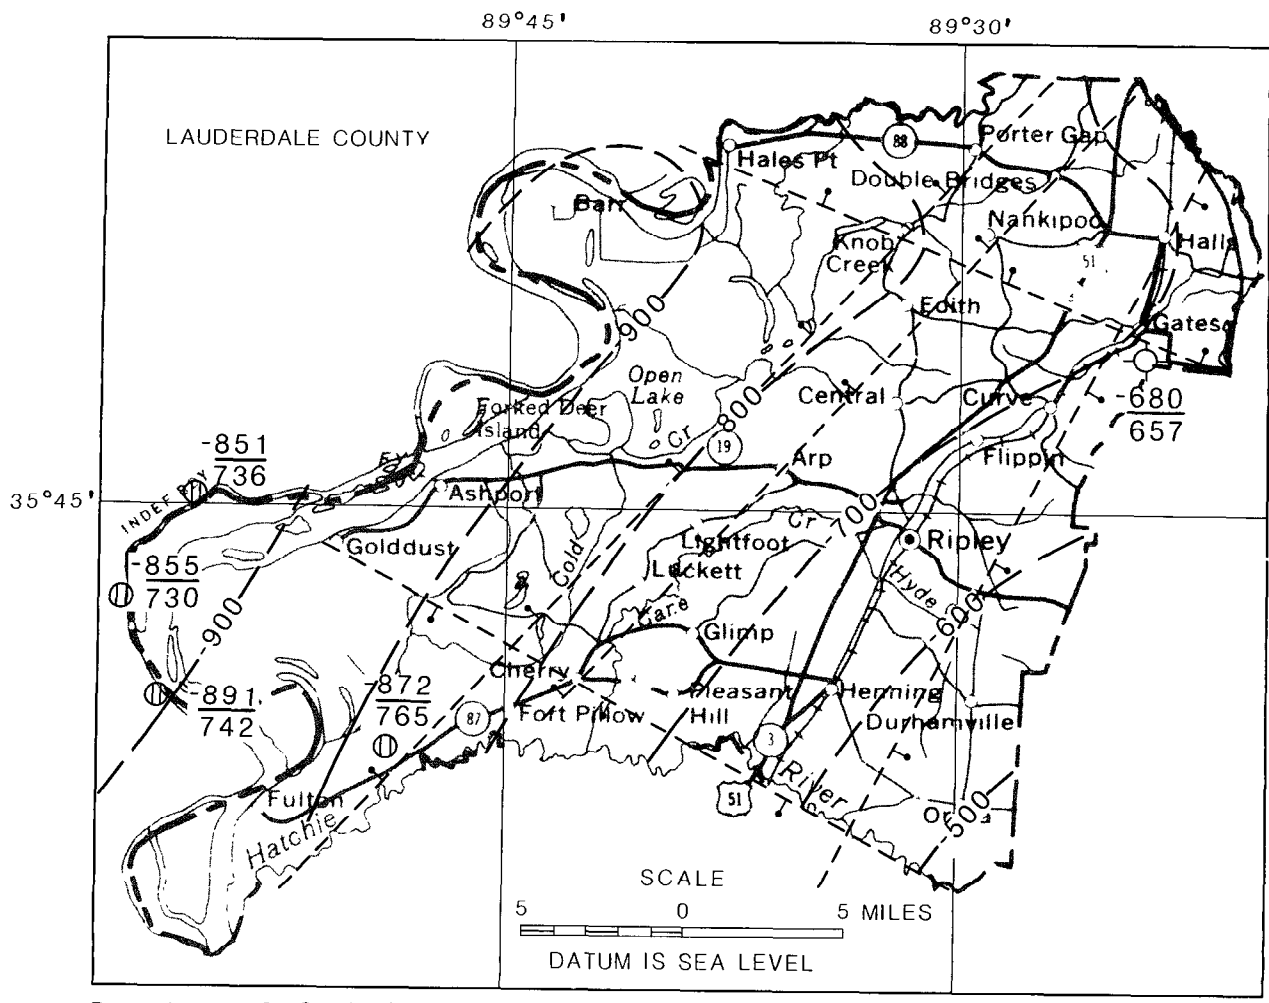 89°45'
89°30'
LAUDERDALE COUNTY
88
Porter Gap
Hales Pt
Double Bridges
Barr
Nankipoo
Knob
Creek
Halls
51
-900
Edith
Gates
Open
Lake
Forked Deer
Island
Central
Curve
-800
-680
657
Cr
19
-851
736
Arp
Flippin
35°45'
INDEF BDY
Ashport
-700
Cr
Golddust
Lightfoot
Ripley
Cold
Luckett
Hyde
-855
730
-900
Cane
-600
Glimp
Cherry
-872
765
-891
742
Pleasant
Hill
Henning
Fort Pillow
87
Durhamville
3
River
51
Fulton
Hatchie
-500
SCALE
5 0 5 MILES
DATUM IS SEA LEVEL